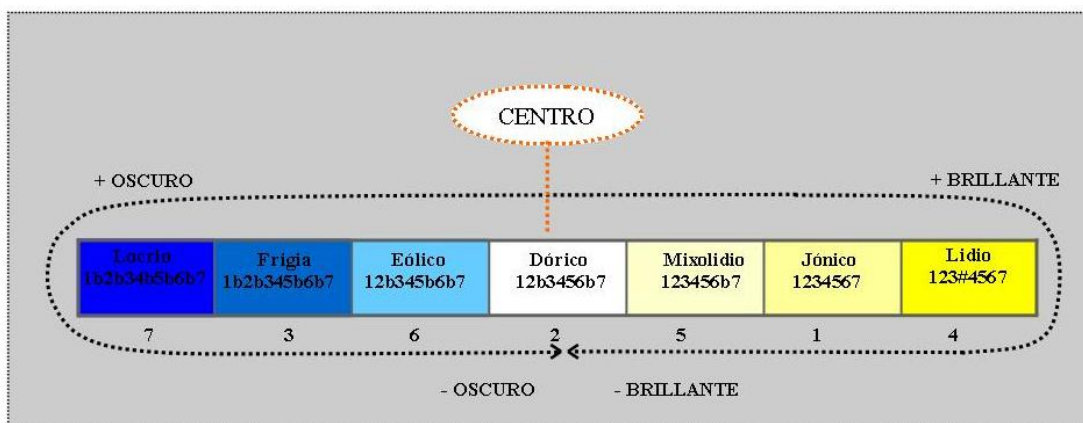 CENTRO
+ OSCURO
+ BRILLANTE
Locrio
1b2b34b5b6b7
Frigia
1b2b345b6b7
Eólico
12b345b6b7
Dórico
12b3456b7
Mixolidio
123456b7
Jónico
1234567
Lidio
123#4567
7
3
6
2
5
1
4
- OSCURO
- BRILLANTE